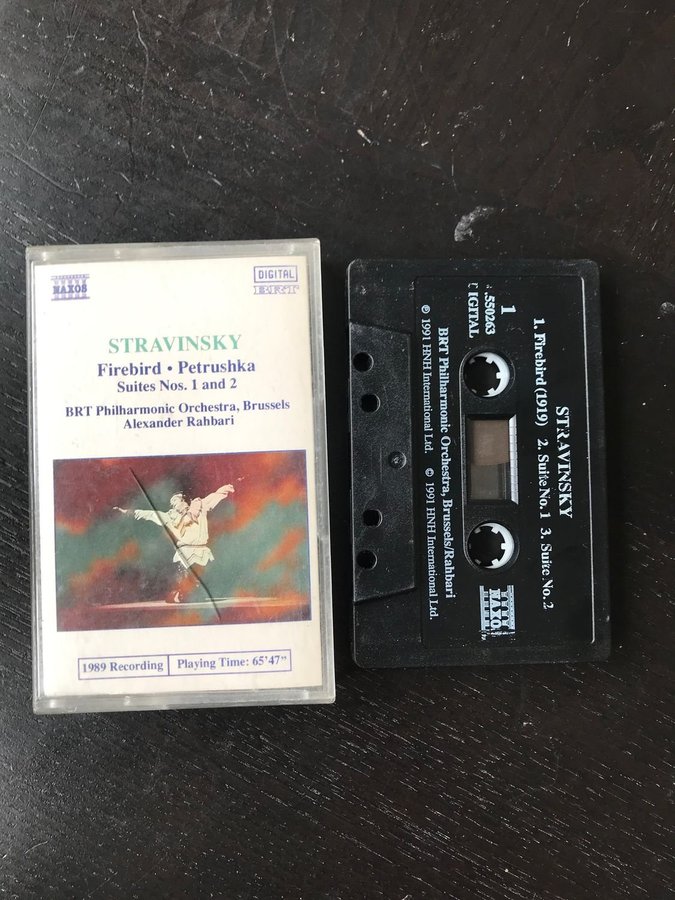 NAXOS
DIGITAL
BRT
STRAVINSKY
Firebird • Petrushka
Suites Nos. 1 and 2
BRT Philharmonic Orchestra, Brussels
Alexander Rahbari
1989 Recording
Playing Time: 65'47"
STRAVINSKY
1. Firebird (1919) 2. Suite No. 1 3. Suite No. 2
1
.550263
IGITAL
NAXO
BRT Philharmonic Orchestra, Brussels/Rahbari
℗ 1991 HNH International Ltd. © 1991 HNH International Ltd.